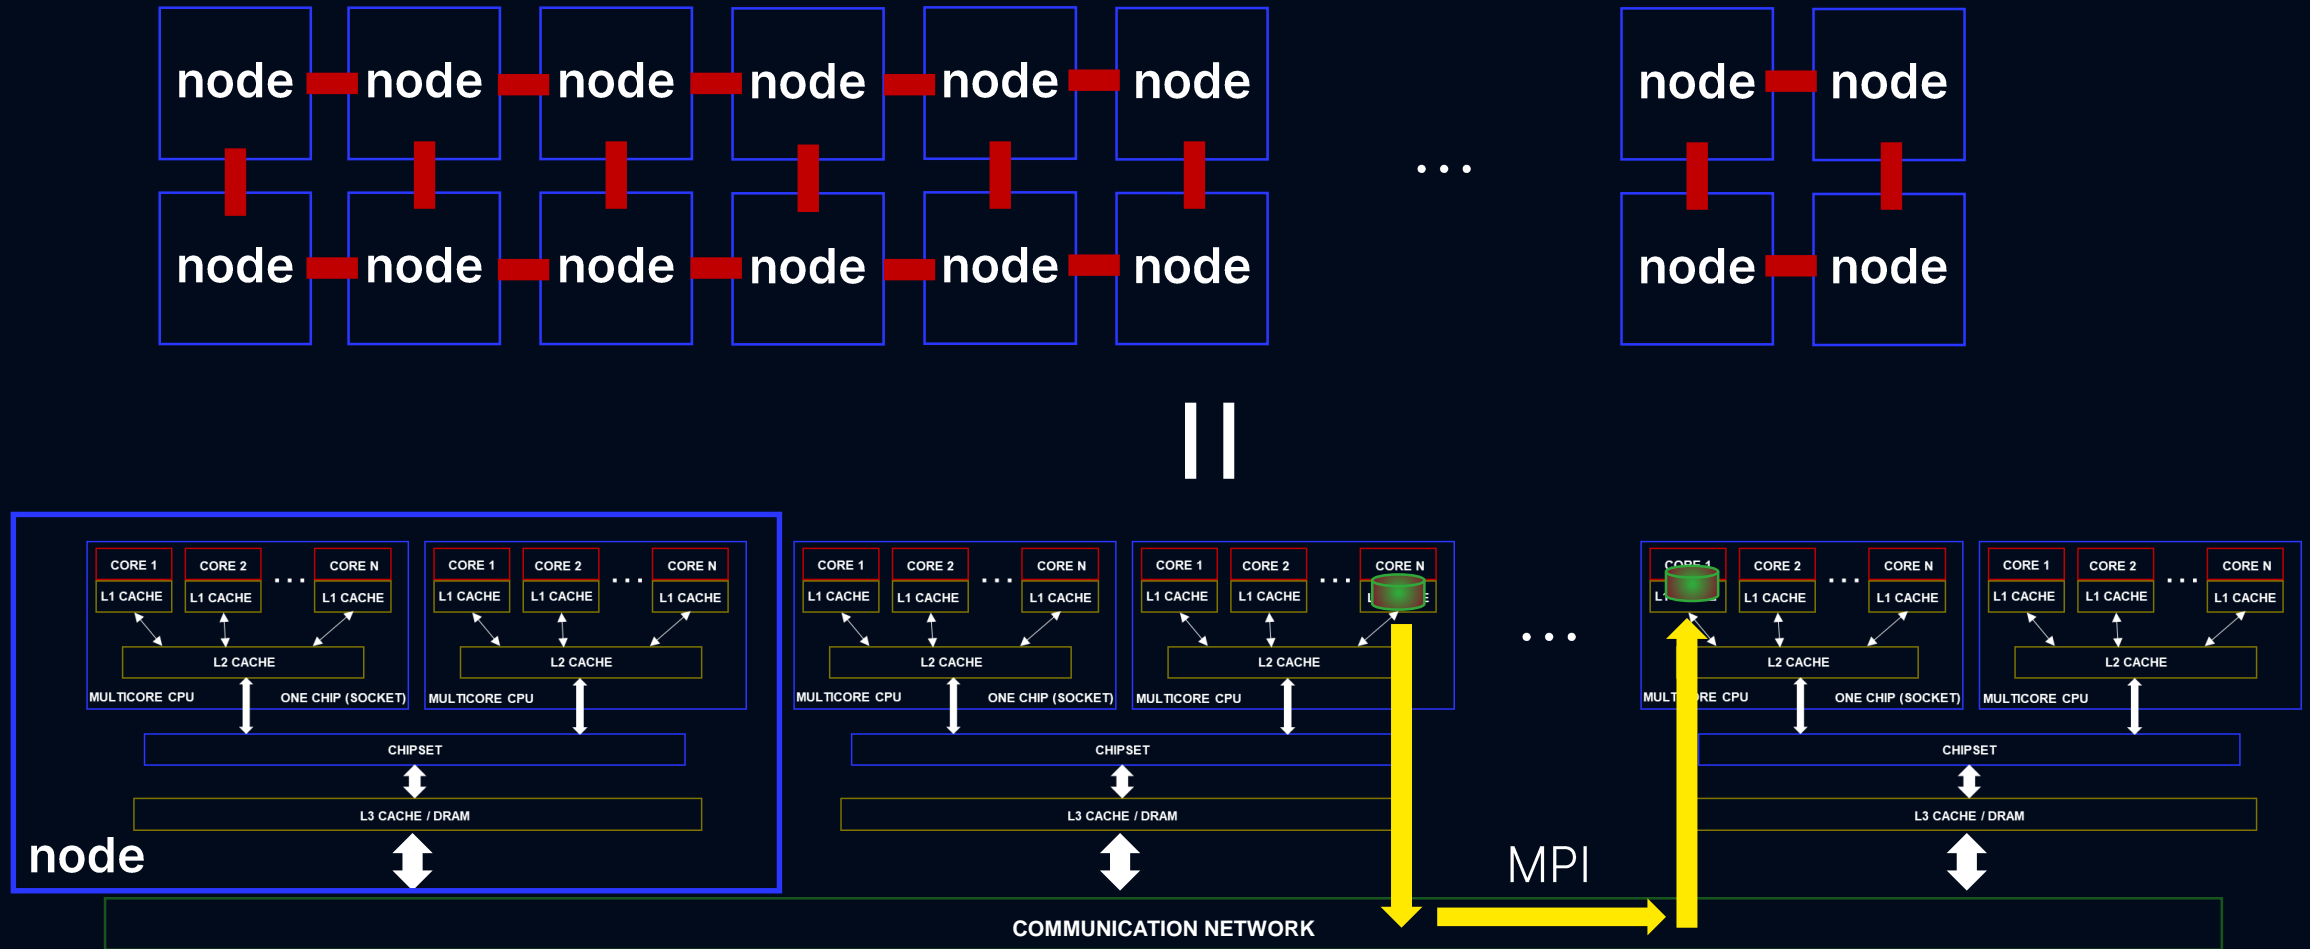 node node node node node node node node
...
node node node node node node node node
CORE 1 CORE 2 ... CORE N CORE 1 CORE 2 ... CORE N CORE 1 CORE 2 ... CORE N CORE 1 CORE 2 ... CORE N CORE 1 CORE 2 ... CORE N CORE 1 CORE 2 ... CORE N
L1 CACHE L1 CACHE L1 CACHE L1 CACHE L1 CACHE L1 CACHE L1 CACHE L1 CACHE L1 CACHE L1 CACHE L1 CACHE L1 CACHE L1 CACHE L1 CACHE L1 CACHE L1 CACHE
...
L2 CACHE L2 CACHE L2 CACHE L2 CACHE L2 CACHE L2 CACHE
MULTICORE CPU ONE CHIP (SOCKET) MULTICORE CPU MULTICORE CPU ONE CHIP (SOCKET) MULTICORE CPU MULTICORE CPU ONE CHIP (SOCKET) MULTICORE CPU
CHIPSET CHIPSET CHIPSET
L3 CACHE / DRAM L3 CACHE / DRAM L3 CACHE / DRAM
node
MPI
COMMUNICATION NETWORK